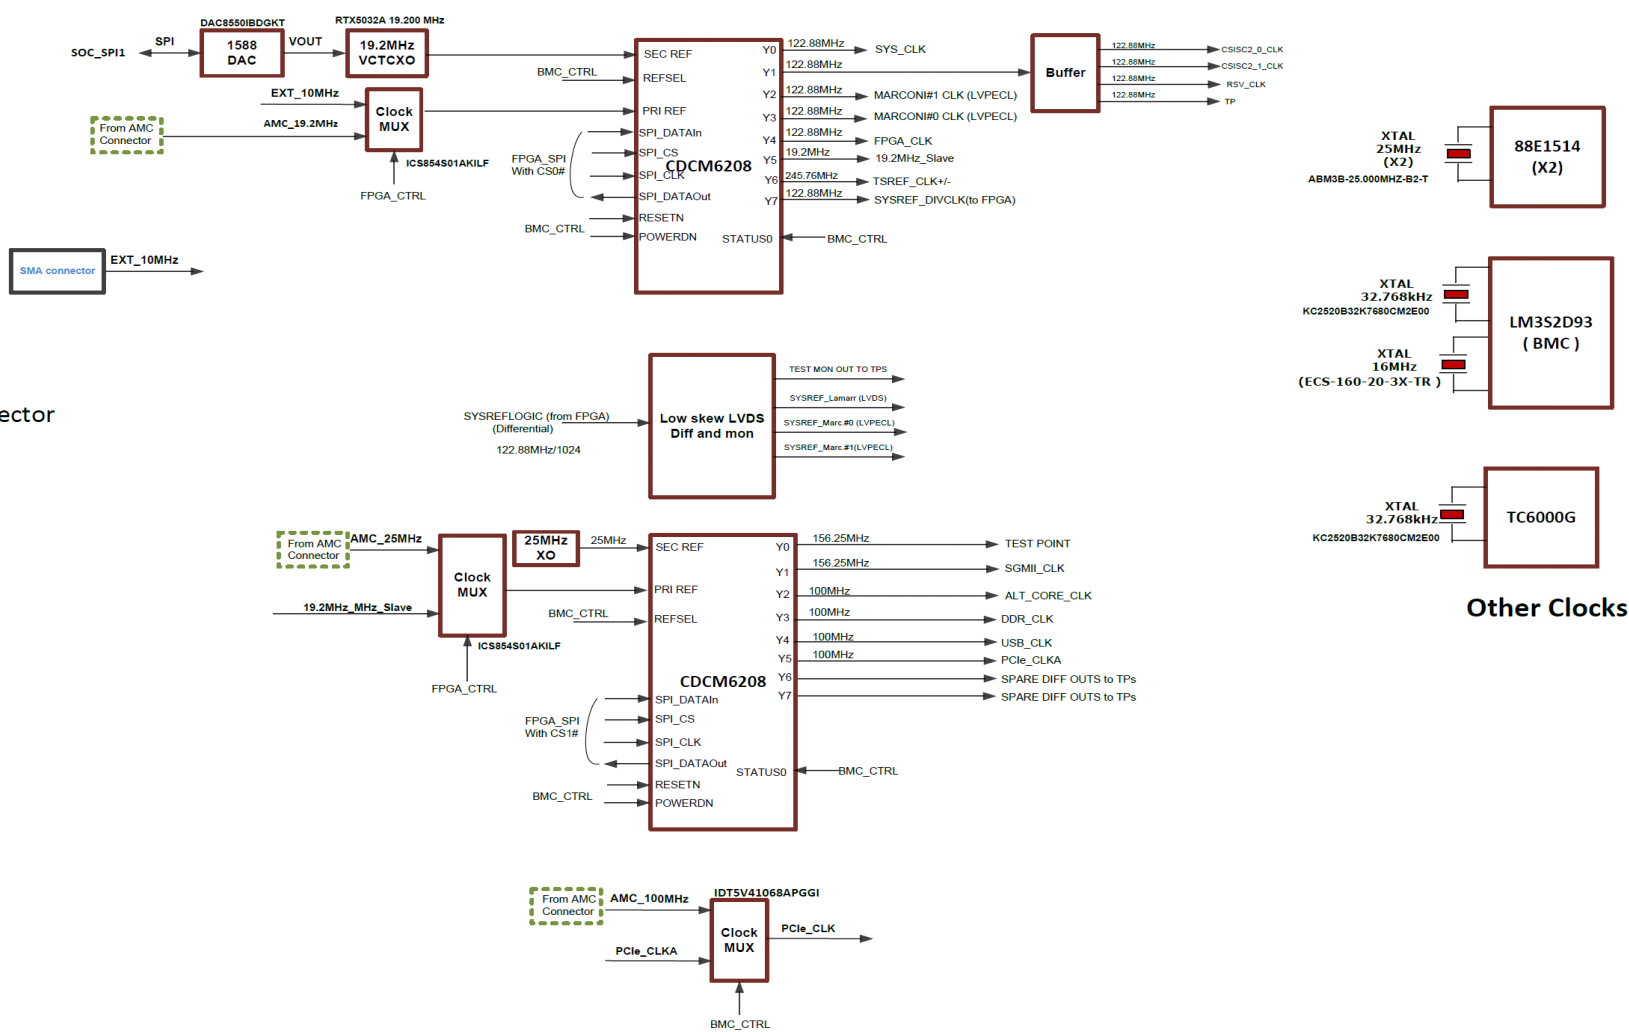 DAC8550IBDGKT
RTX5032A 19.200 MHz
SOC_SPI1
SPI
1588
DAC
VOUT
19.2MHz
VCTCXO
EXT_10MHz
From AMC
Connector
AMC_19.2MHz
Clock
MUX
ICS854S01AKILF
FPGA_CTRL
BMC_CTRL
FPGA_SPI
With CS0#
BMC_CTRL
SEC REF
REFSEL
PRI REF
SPI_DATAIn
SPI_CS
CDCM6208
SPI_CLK
SPI_DATAOut
RESETN
POWERDN
STATUS0
BMC_CTRL
Y0 122.88MHz SYS_CLK
Y1 122.88MHz
Y2 122.88MHz MARCONI#1 CLK (LVPECL)
Y3 122.88MHz MARCONI#0 CLK (LVPECL)
Y4 122.88MHz FPGA_CLK
Y5 19.2MHz 19.2MHz_Slave
Y6 245.76MHz TSREF_CLK+/-
Y7 122.88MHz SYSREF_DIVCLK(to FPGA)
Buffer
122.88MHz CSISC2_0_CLK
122.88MHz CSISC2_1_CLK
122.88MHz RSV_CLK
122.88MHz TP
XTAL
25MHz
(X2)
ABM3B-25.000MHZ-B2-T
88E1514
(X2)
SMA connector
EXT_10MHz
XTAL
32.768kHz
KC2520B32K7680CM2E00
XTAL
16MHz
(ECS-160-20-3X-TR )
LM3S2D93
( BMC )
ector
SYSREFLOGIC (from FPGA)
(Differential)
122.88MHz/1024
Low skew LVDS
Diff and mon
TEST MON OUT TO TPS
SYSREF_Lamarr (LVDS)
SYSREF_Marc.#0 (LVPECL)
SYSREF_Marc.#1(LVPECL)
XTAL
32.768kHz
KC2520B32K7680CM2E00
TC6000G
Other Clocks
From AMC
Connector
AMC_25MHz
19.2MHz_MHz_Slave
Clock
MUX
ICS854S01AKILF
FPGA_CTRL
25MHz
XO
25MHz
BMC_CTRL
FPGA_SPI
With CS1#
BMC_CTRL
SEC REF
PRI REF
REFSEL
CDCM6208
SPI_DATAIn
SPI_CS
SPI_CLK
SPI_DATAOut
RESETN
POWERDN
STATUS0
BMC_CTRL
Y0 156.25MHz TEST POINT
Y1 156.25MHz SGMII_CLK
Y2 100MHz ALT_CORE_CLK
Y3 100MHz DDR_CLK
Y4 100MHz USB_CLK
Y5 100MHz PCIe_CLKA
Y6 SPARE DIFF OUTS to TPs
Y7 SPARE DIFF OUTS to TPs
From AMC
Connector
AMC_100MHz
IDT5V41068APGGI
PCIe_CLKA
Clock
MUX
PCIe_CLK
BMC_CTRL